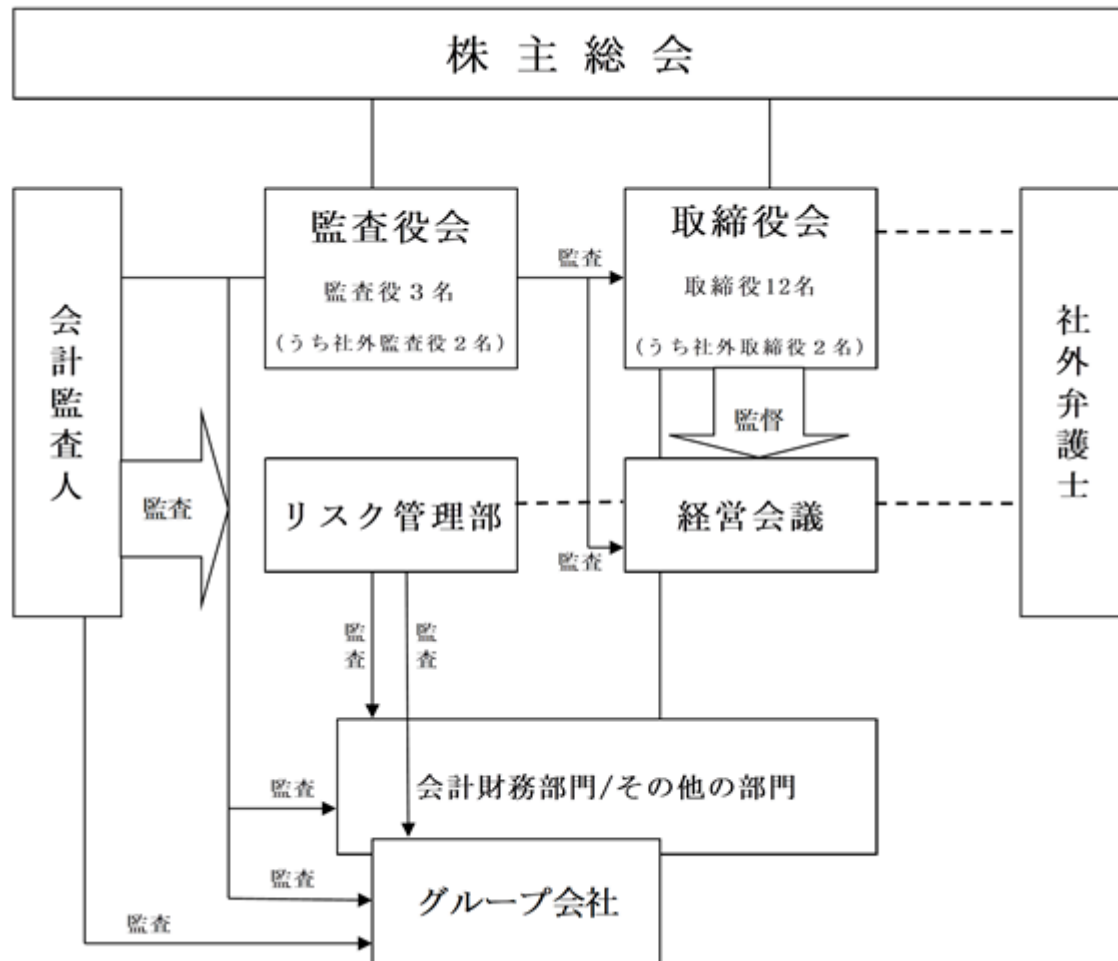 株主総会
監査役会
監査役3名
(うち社外監査役2名)
監査
取締役会
取締役12名
(うち社外取締役2名)
会計監査人
社外弁護士
監督
監査
リスク管理部
経営会議
監査
監査
監査
会計財務部門/その他の部門
監査
監査
グループ会社
監査